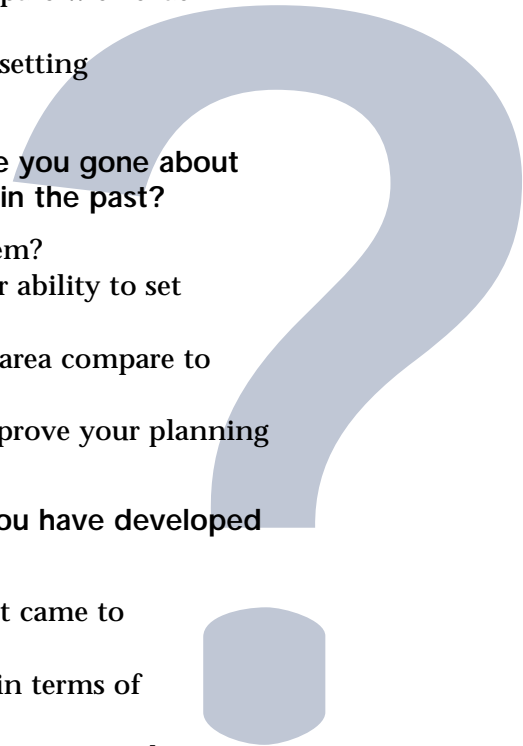 setting
e you gone about
in the past?
em?
r ability to set
area compare to
prove your planning
ou have developed
t came to
in terms of